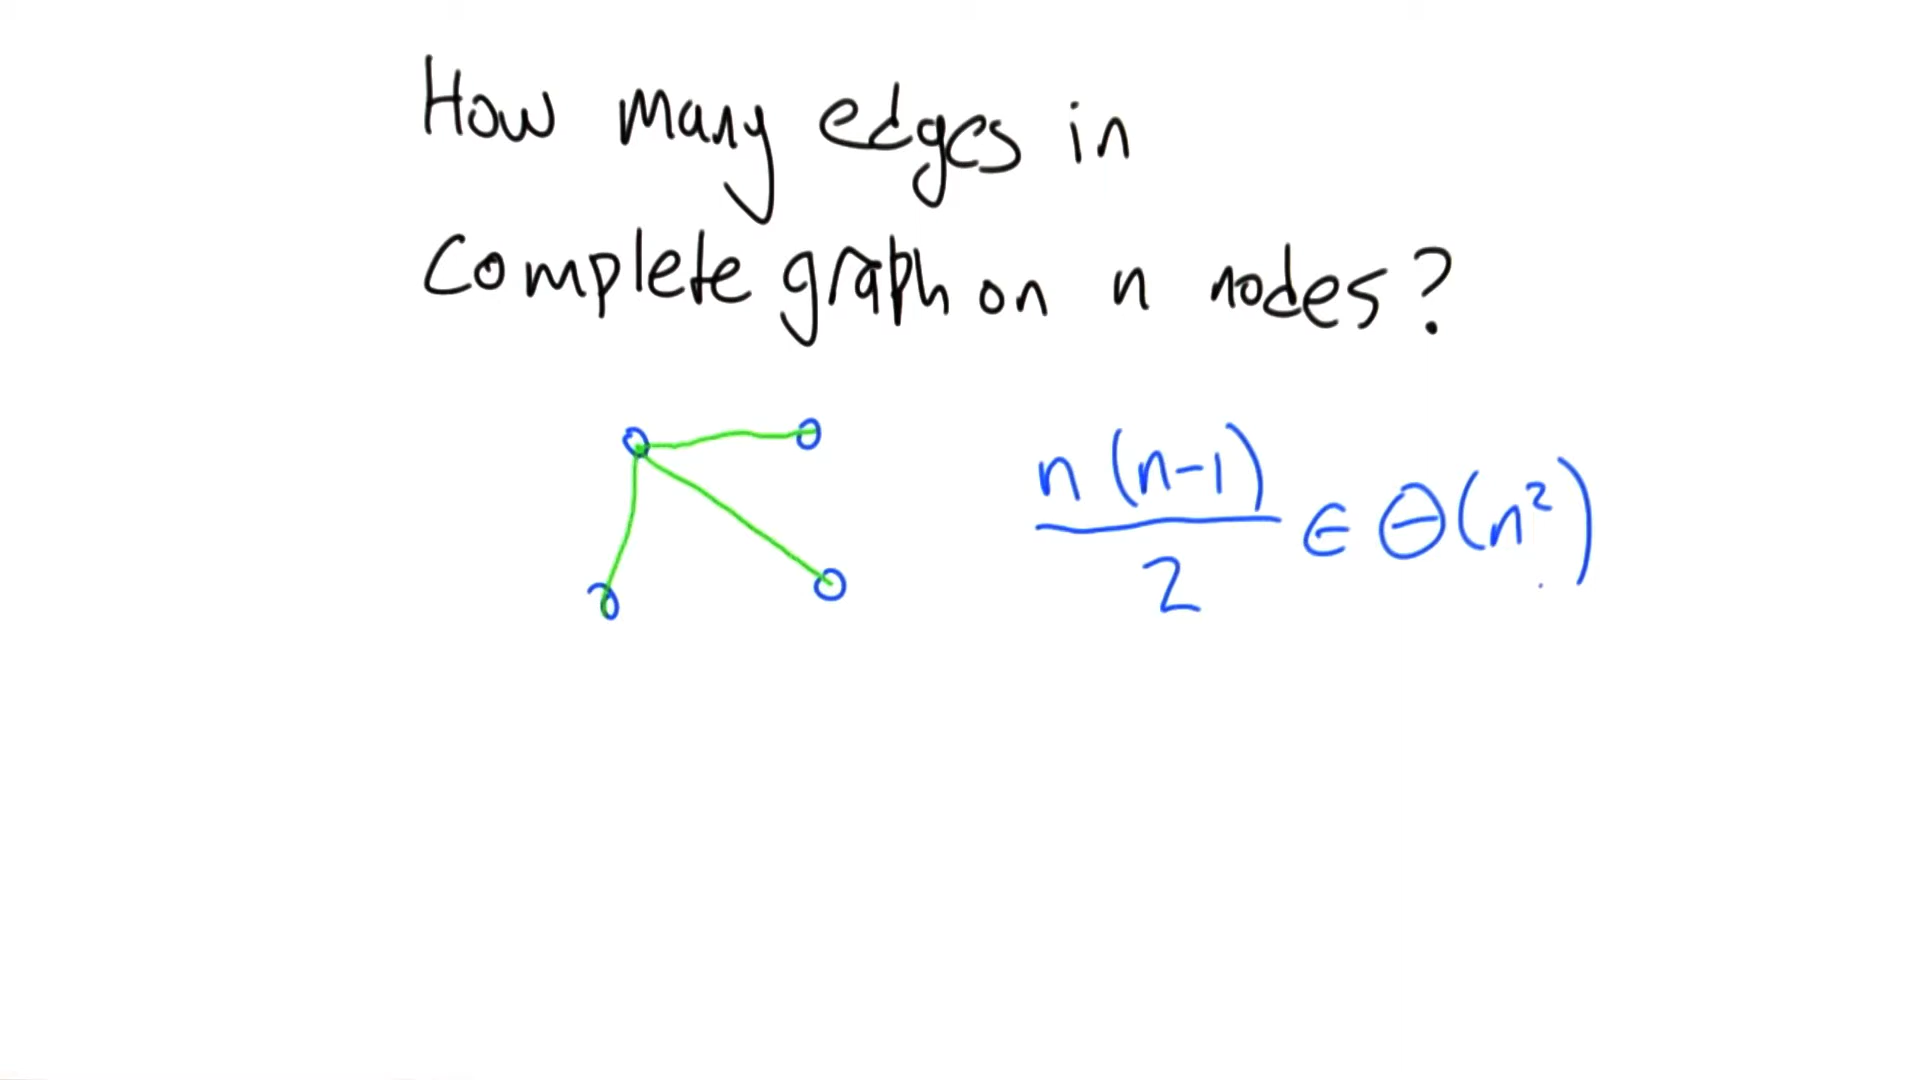 How many edges in
complete graph on n nodes?
n(n-1)/2 ∈ Θ(n²)